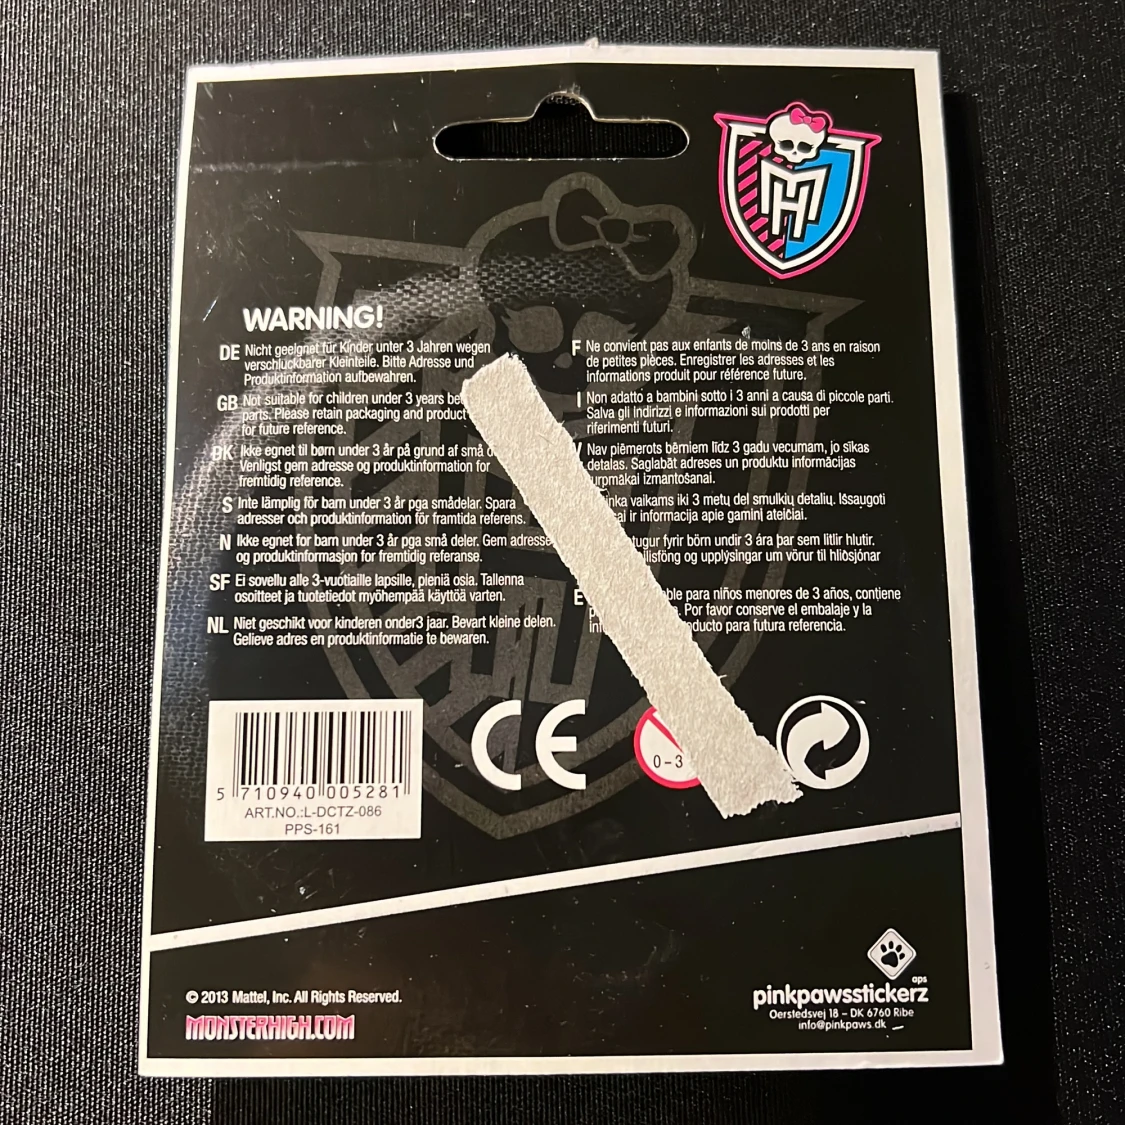 MH
WARNING!
DE Nicht geeignet für Kinder unter 3 Jahren wegen
verschluckbarer Kleinteile. Bitte Adresse und
Produktinformation aufbewahren.
GB Not suitable for children under 3 years
parts. Please retain packaging and product
for future reference.
DK Ikke egnet til børn under 3 år på grund af små
Venligst gem adresse og produktinformation for
fremtidig reference.
S Inte lämplig för barn under 3 år pga smådelar. Spara
adresser och produktinformation för framtida referens.
N Ikke egnet for barn under 3 år pga små deler. Gem adresse
og produktinformasjon for fremtidig referanse.
SF Ei sovellu alle 3-vuotiaille lapsille, pieniä osia. Tallenna
osoitteet ja tuotetiedot myöhempää käyttöä varten.
NL Niet geschikt voor kinderen onder3 jaar. Bevart kleine delen.
Gelieve adres en produktinformatie te bewaren.
F Ne convient pas aux enfants de moins de 3 ans en raison
de petites pièces. Enregistrer les adresses et les
informations produit pour référence future.
I Non adatto a bambini sotto i 3 anni a causa di piccole parti.
Salva gli indirizzi e informazioni sui prodotti per
riferimenti futuri.
Nav piēmerots bērniem līdz 3 gadu vecumam, jo sīkas
detaļas. Saglabāt adreses un produktu informācijas
turpmākai izmantošanai.
vaikams iki 3 metų dėl smulkių detalių. Išsaugoti
ir informacija apie gaminį ateičiai.
fyrir börn undir 3 ára þar sem litlir hlutir.
og upplýsingar um vörur til hliðsjónar
E para niños menores de 3 años, contiene
Por favor conserve el embalaje y la
para futura referencia.
5 710940 005281
ART.NO.:L-DCTZ-086
PPS-161
CE
0-3
© 2013 Mattel, Inc. All Rights Reserved.
MONSTERHIGH.COM
aps
pinkpawsstickerz
Oerstedsvej 18 – DK 6760 Ribe
info@pinkpaws.dk